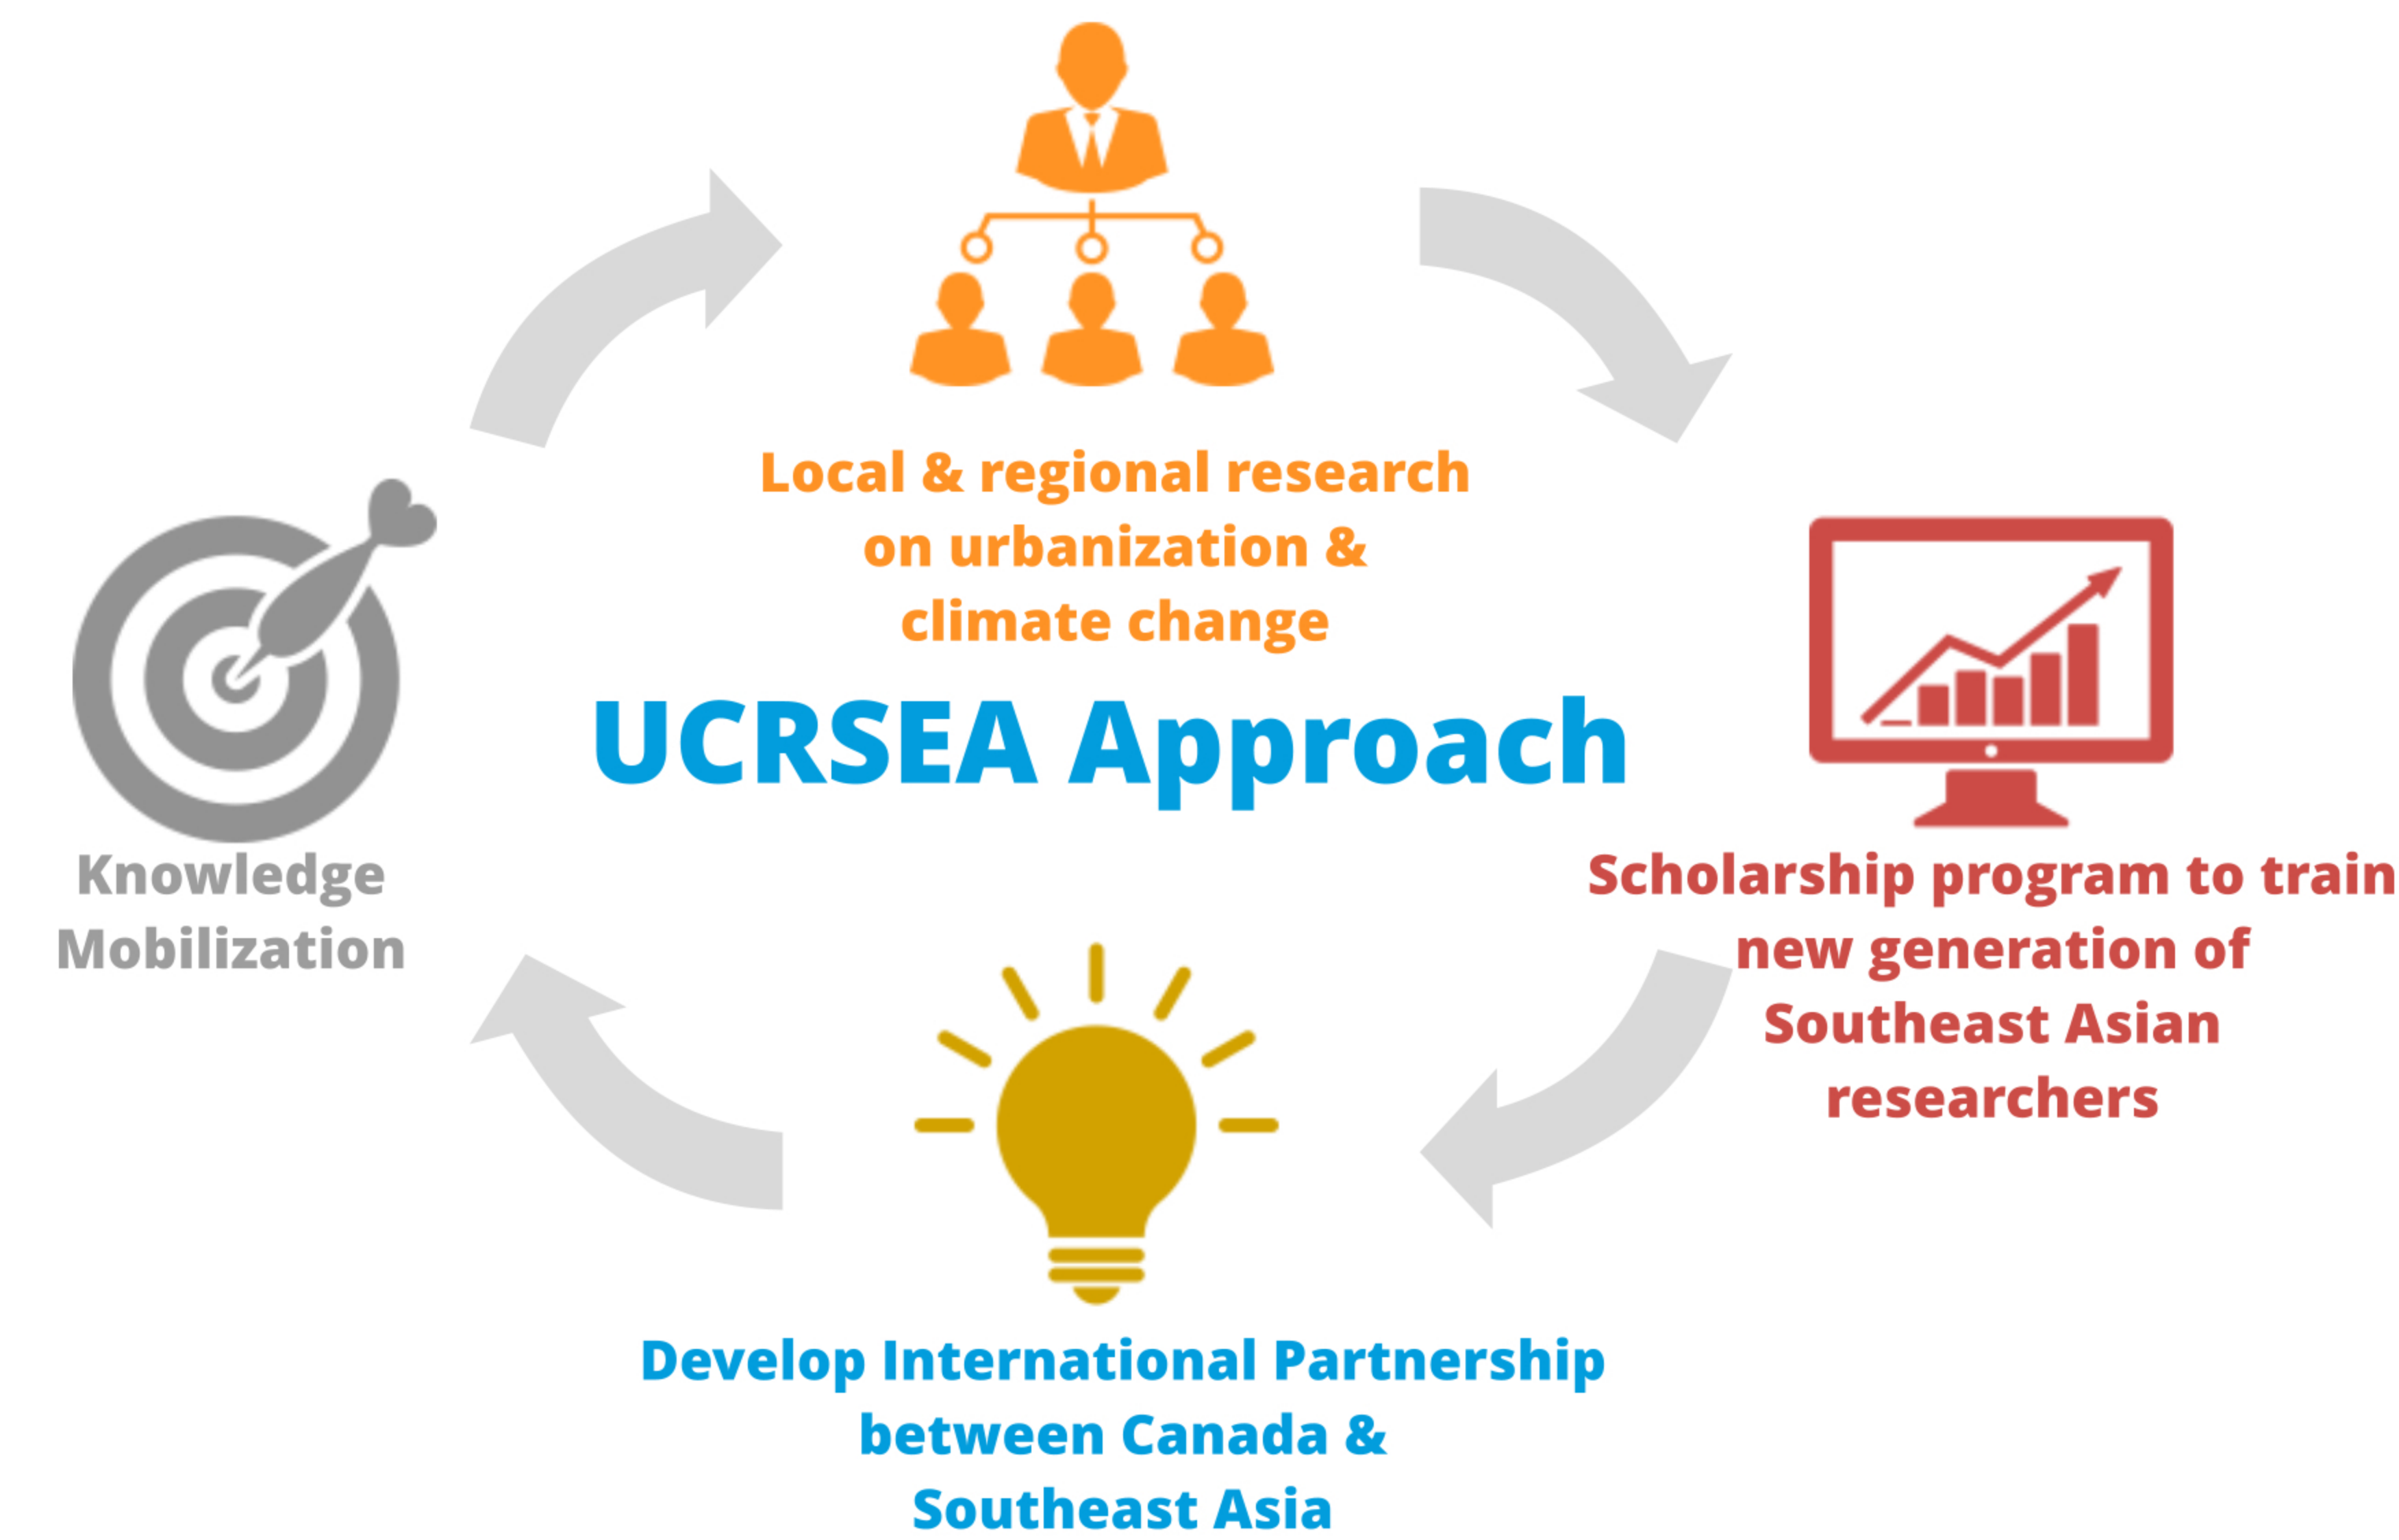 Local & regional research
on urbanization &
climate change
UCRSEA Approach
Knowledge
Mobilization
Scholarship program to train
new generation of
Southeast Asian
researchers
Develop International Partnership
between Canada &
Southeast Asia